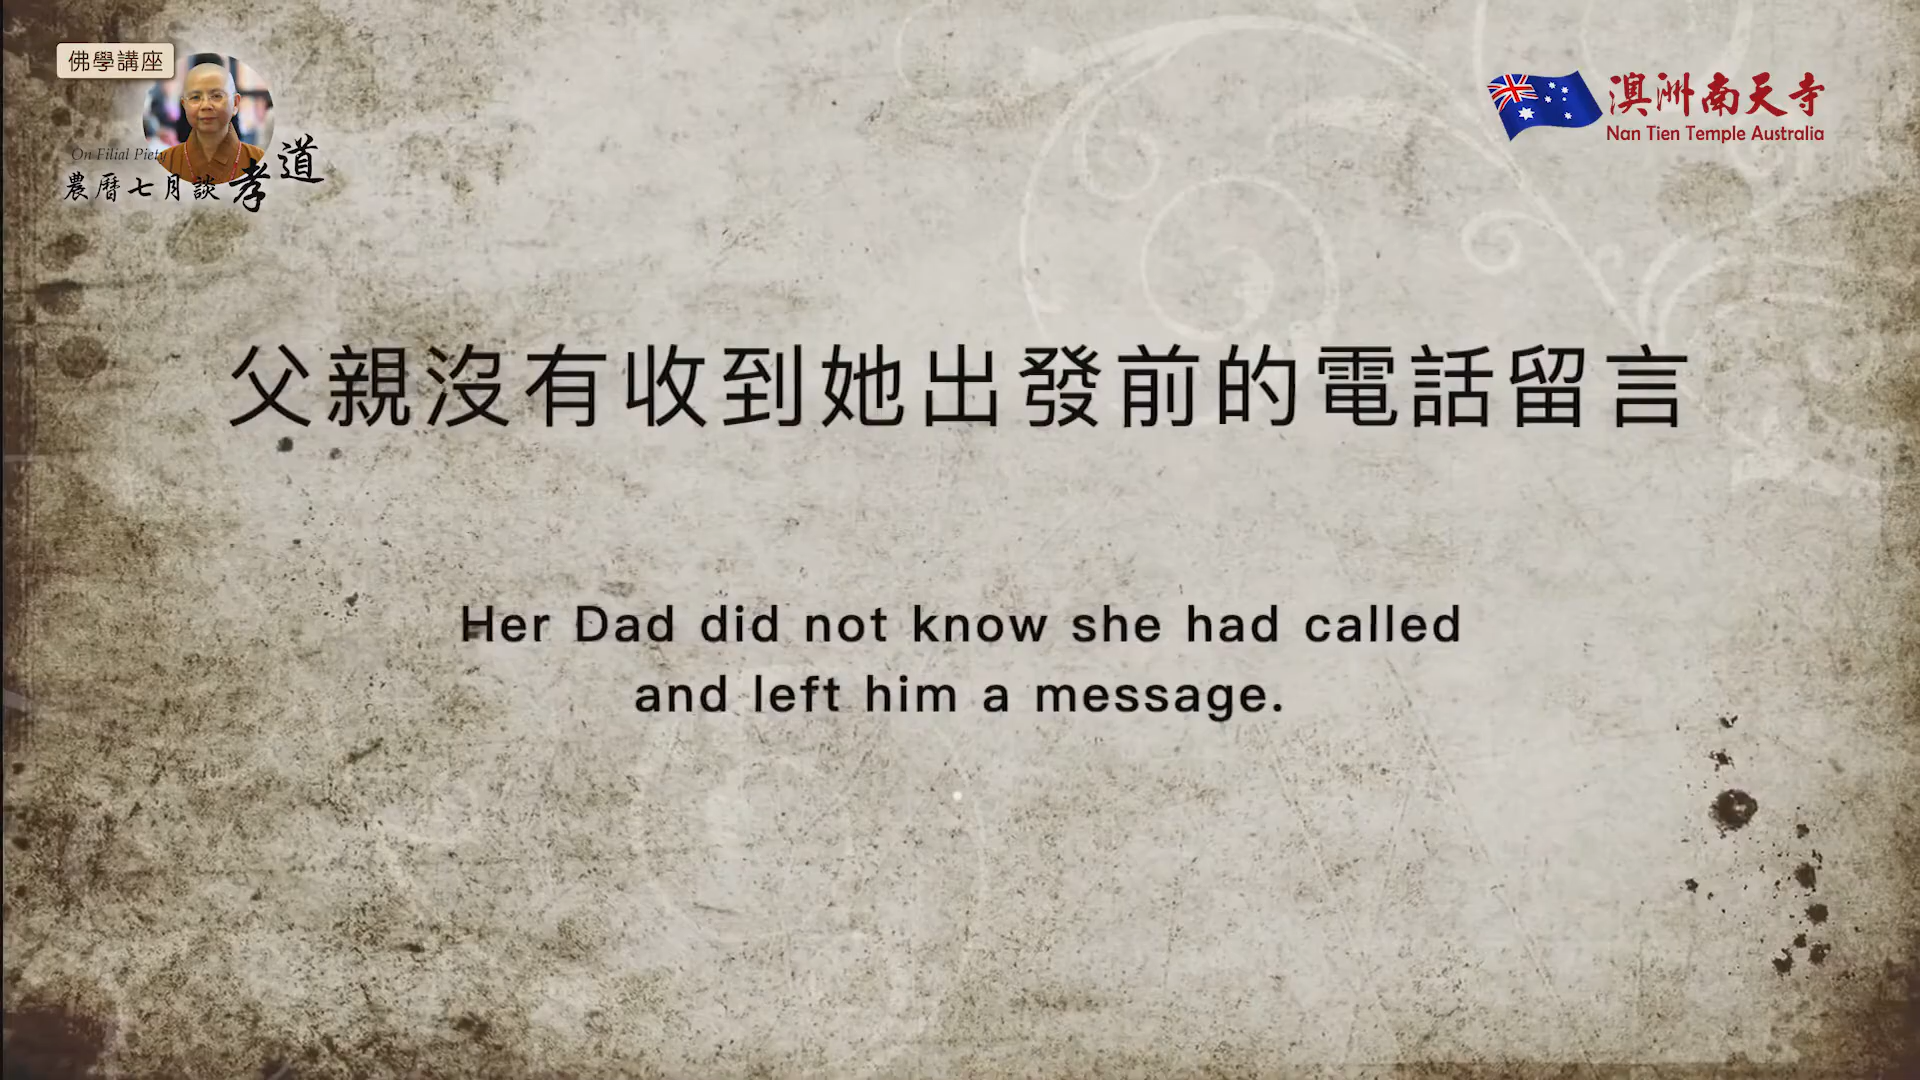 佛學講座
On Filial Piety
農曆七月談孝道
澳洲南天寺
Nan Tien Temple Australia
父親沒有收到她出發前的電話留言
Her Dad did not know she had called
and left him a message.